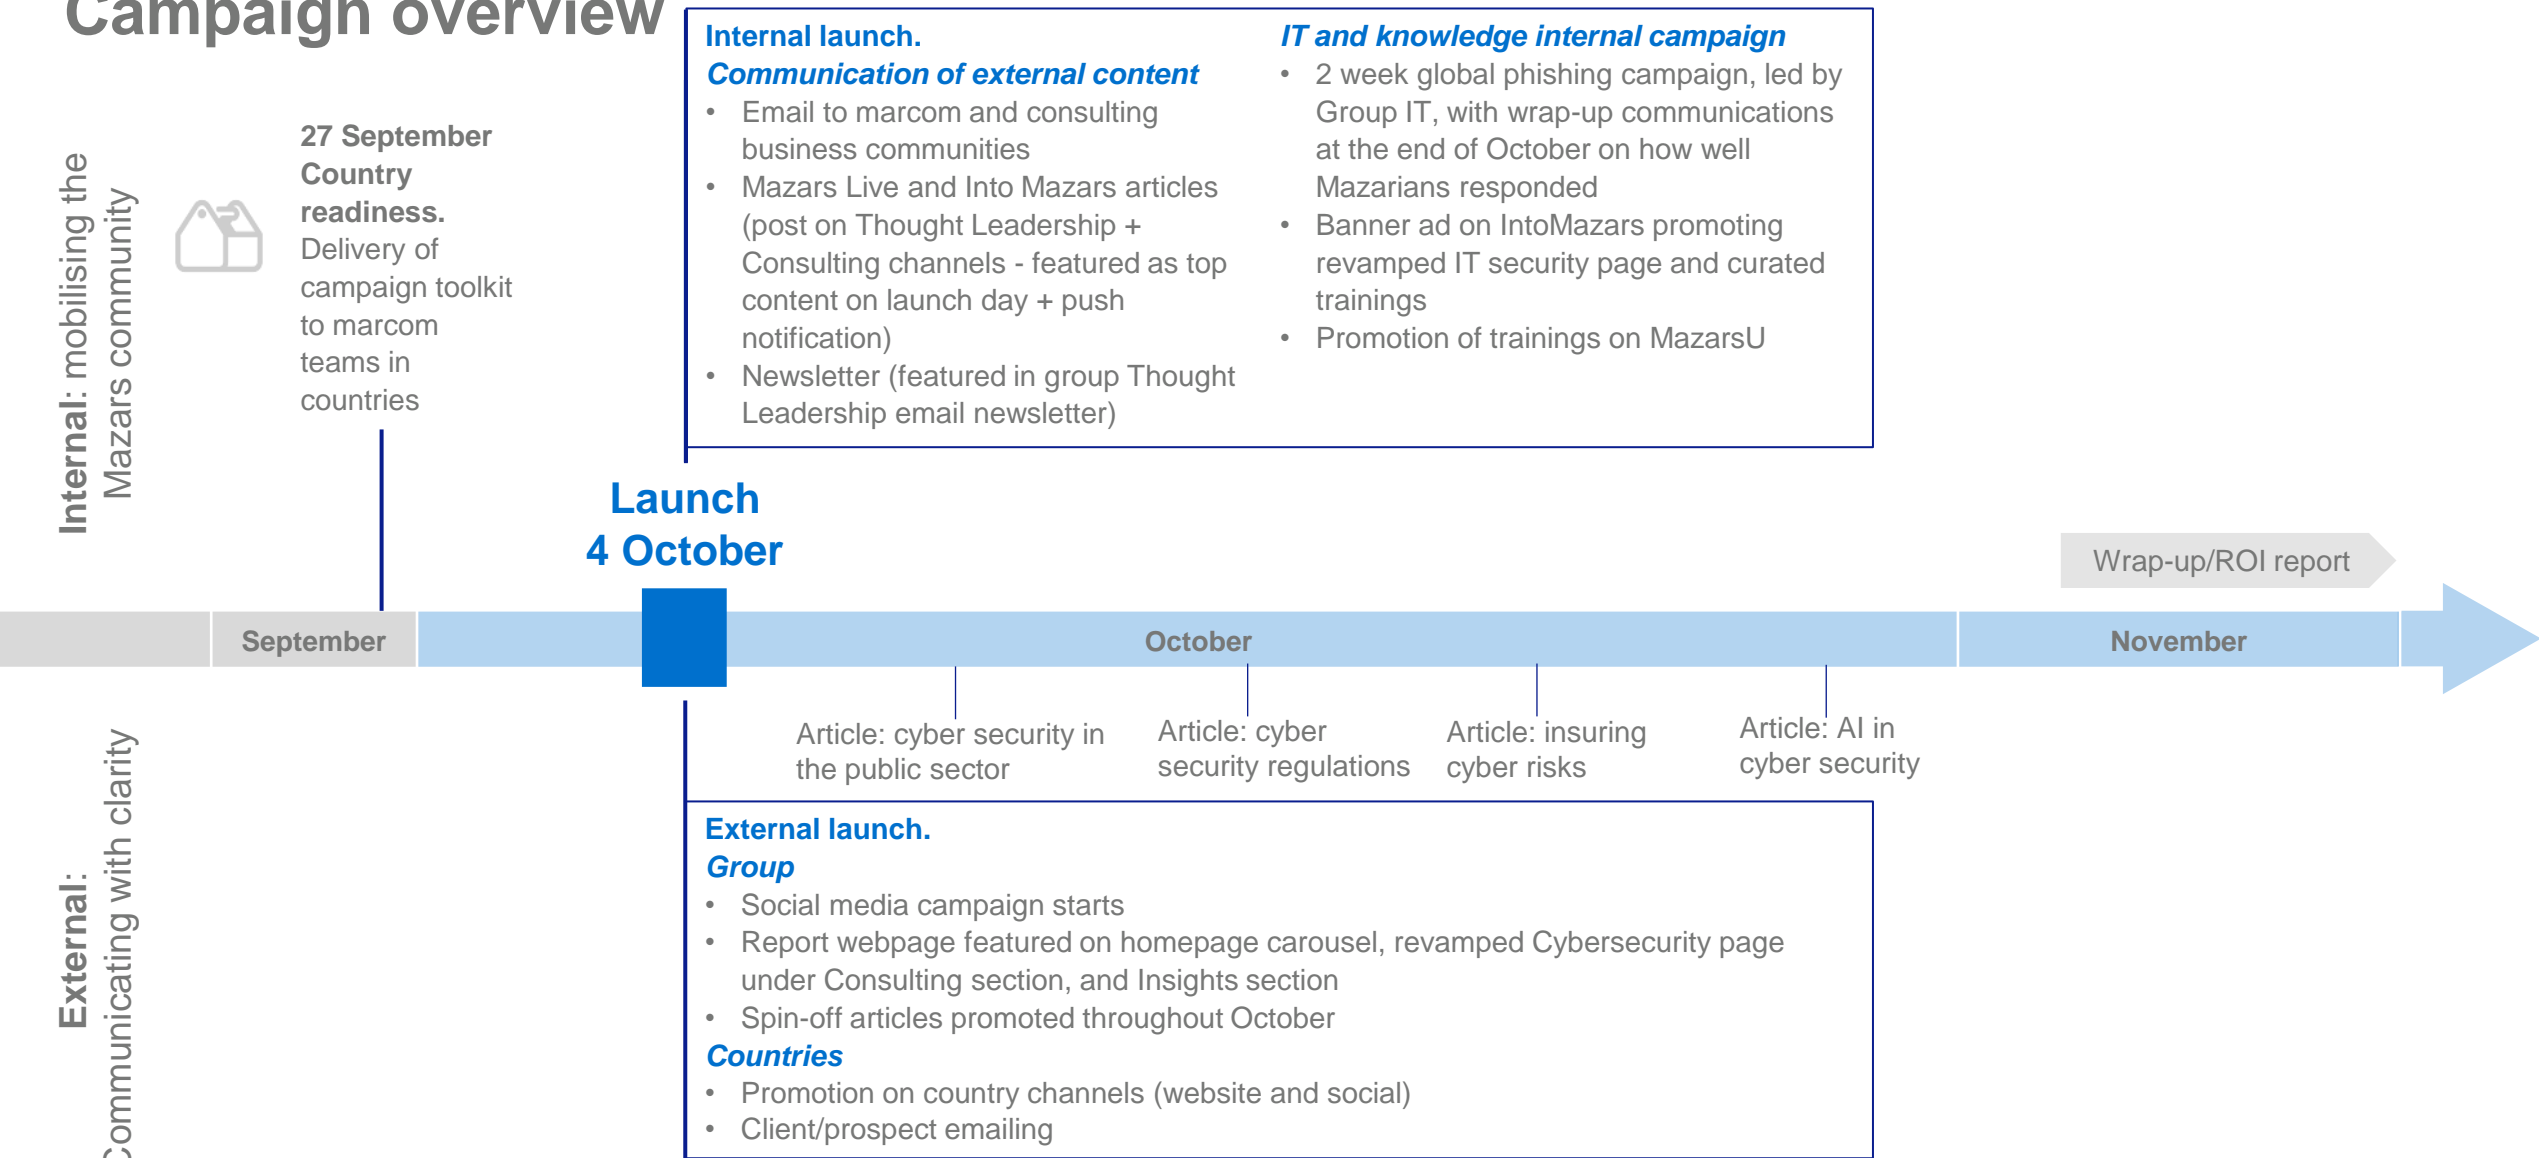 Campaign overview
Internal: mobilising the
Mazars community
27 September
Country
readiness.
Delivery of
campaign toolkit
to marcom
teams in
countries
Internal launch.
Communication of external content
• Email to marcom and consulting
business communities
• Mazars Live and Into Mazars articles
(post on Thought Leadership +
Consulting channels - featured as top
content on launch day + push
notification)
• Newsletter (featured in group Thought
Leadership email newsletter)
IT and knowledge internal campaign
• 2 week global phishing campaign, led by
Group IT, with wrap-up communications
at the end of October on how well
Mazarians responded
• Banner ad on IntoMazars promoting
revamped IT security page and curated
trainings
• Promotion of trainings on MazarsU
Launch
4 October
Wrap-up/ROI report
September
October
November
Article: cyber security in
the public sector
Article: cyber
security regulations
Article: insuring
cyber risks
Article: AI in
cyber security
External:
Communicating with clarity
External launch.
Group
• Social media campaign starts
• Report webpage featured on homepage carousel, revamped Cybersecurity page
under Consulting section, and Insights section
• Spin-off articles promoted throughout October
Countries
• Promotion on country channels (website and social)
• Client/prospect emailing